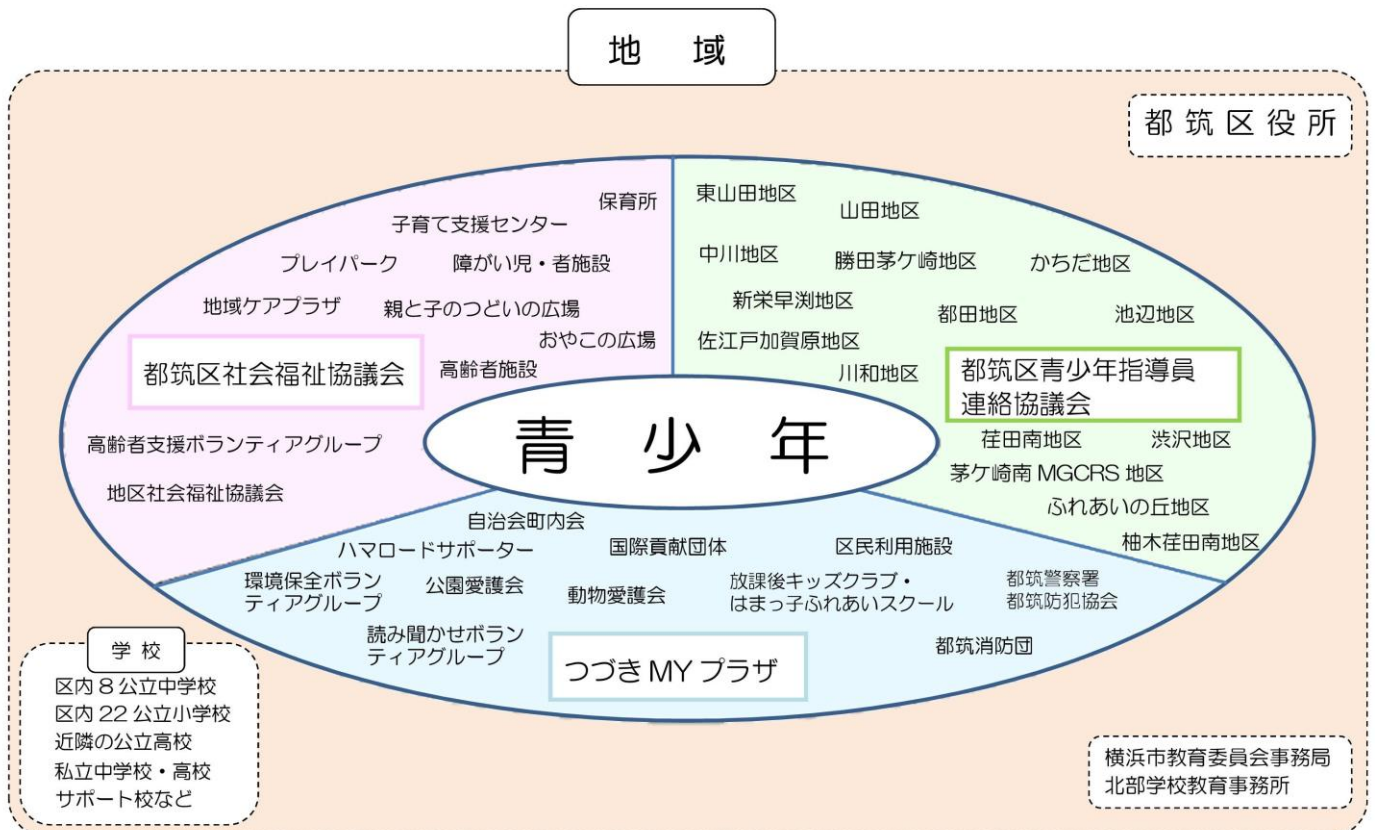 地 域
都筑区役所
保育所
子育て支援センター
プレイパーク
障がい児・者施設
地域ケアプラザ
親と子のつどいの広場
おやこの広場
都筑区社会福祉協議会
高齢者施設
高齢者支援ボランティアグループ
地区社会福祉協議会
東山田地区
山田地区
中川地区
勝田茅ケ崎地区
かちだ地区
新栄早渕地区
都田地区
池辺地区
佐江戸加賀原地区
川和地区
都筑区青少年指導員
連絡協議会
荏田南地区
渋沢地区
茅ケ崎南 MGCRS 地区
ふれあいの丘地区
柚木荏田南地区
青 少 年
自治会町内会
ハマロードサポーター
国際貢献団体
区民利用施設
環境保全ボラン
ティアグループ
公園愛護会
動物愛護会
放課後キッズクラブ・
はまっ子ふれあいスクール
都筑警察署
都筑防犯協会
読み聞かせボラン
ティアグループ
つづき MY プラザ
都筑消防団
学 校
区内 8 公立中学校
区内 22 公立小学校
近隣の公立高校
私立中学校・高校
サポート校など
横浜市教育委員会事務局
北部学校教育事務所